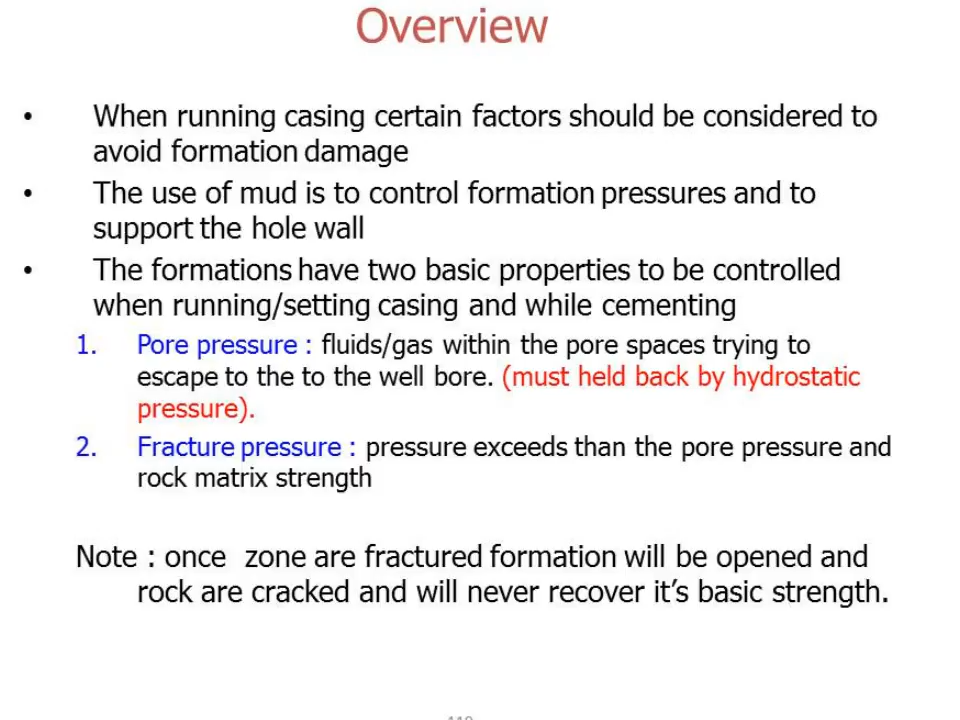 Overview
• When running casing certain factors should be considered to
avoid formation damage
• The use of mud is to control formation pressures and to
support the hole wall
• The formations have two basic properties to be controlled
when running/setting casing and while cementing
1. Pore pressure : fluids/gas within the pore spaces trying to
escape to the to the well bore. (must held back by hydrostatic
pressure).
2. Fracture pressure : pressure exceeds than the pore pressure and
rock matrix strength
Note : once zone are fractured formation will be opened and
rock are cracked and will never recover it's basic strength.